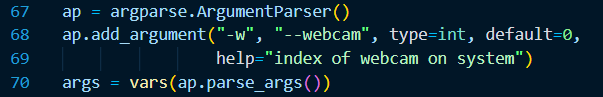 67 ap = argparse.ArgumentParser()
68 ap.add_argument("-w", "--webcam", type=int, default=0,
69 help="index of webcam on system")
70 args = vars(ap.parse_args())